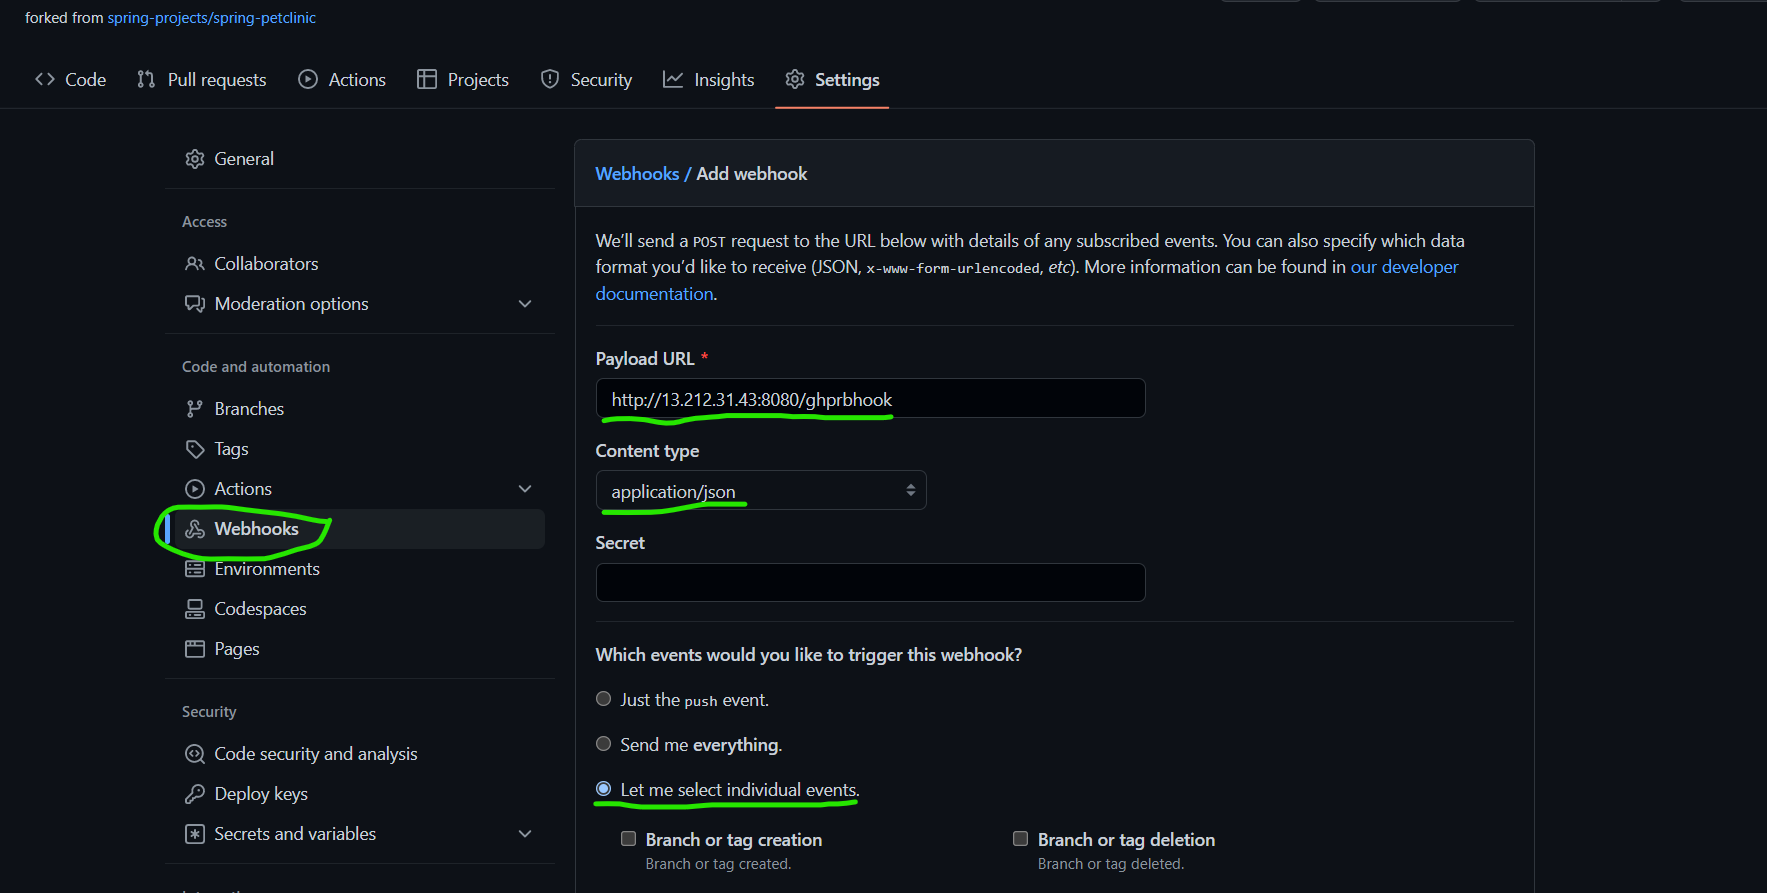 forked from spring-projects/spring-petclinic
Code Pull requests Actions Projects Security Insights Settings
General
Access
Collaborators
Moderation options
Code and automation
Branches
Tags
Actions
Webhooks
Environments
Codespaces
Pages
Security
Code security and analysis
Deploy keys
Secrets and variables
Webhooks / Add webhook
We'll send a POST request to the URL below with details of any subscribed events. You can also specify which data
format you'd like to receive (JSON, x-www-form-urlencoded, etc). More information can be found in our developer
documentation.
Payload URL *
http://13.212.31.43:8080/ghprbhook
Content type
application/json
Secret
Which events would you like to trigger this webhook?
Just the push event.
Send me everything.
Let me select individual events.
Branch or tag creation
Branch or tag created.
Branch or tag deletion
Branch or tag deleted.